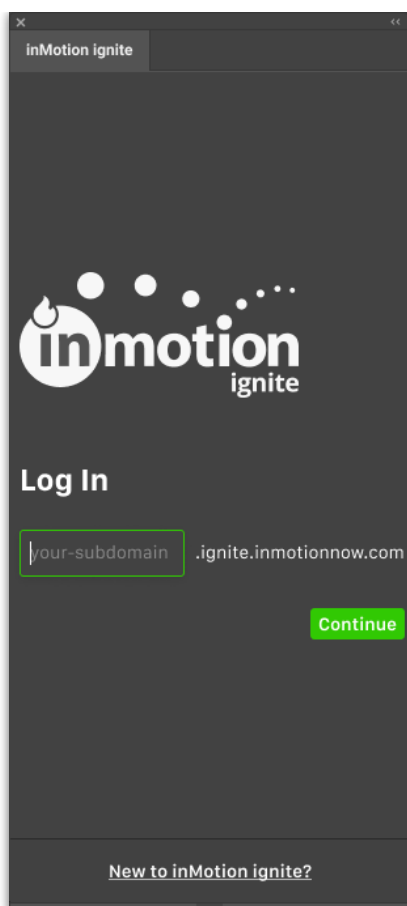 inMotion ignite
inmotion
ignite
Log In
your-subdomain .ignite.inmotionnow.com
Continue
New to inMotion ignite?